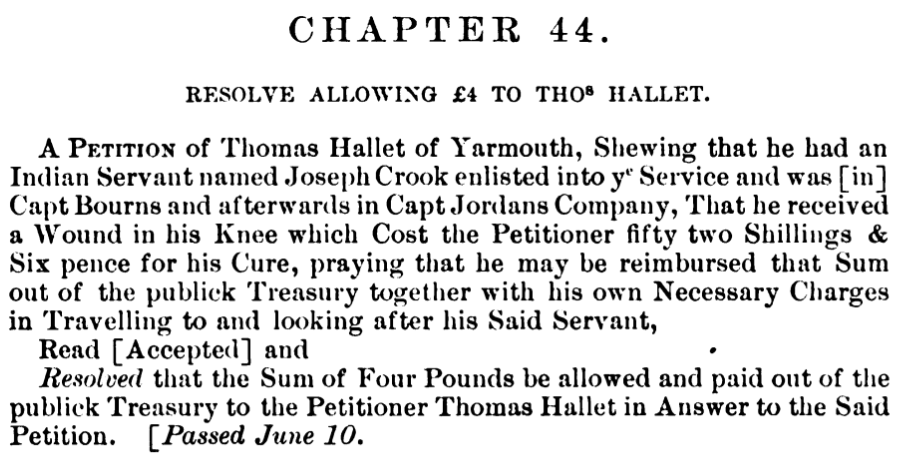 CHAPTER 44.
RESOLVE ALLOWING £4 TO THOˢ HALLET.
A PETITION of Thomas Hallet of Yarmouth, Shewing that he had an
Indian Servant named Joseph Crook enlisted into yᵉ Service and was [in]
Capt Bourns and afterwards in Capt Jordans Company, That he received
a Wound in his Knee which Cost the Petitioner fifty two Shillings &
Six pence for his Cure, praying that he may be reimbursed that Sum
out of the publick Treasury together with his own Necessary Charges
in Travelling to and looking after his Said Servant,
Read [Accepted] and
Resolved that the Sum of Four Pounds be allowed and paid out of the
publick Treasury to the Petitioner Thomas Hallet in Answer to the Said
Petition. [Passed June 10.